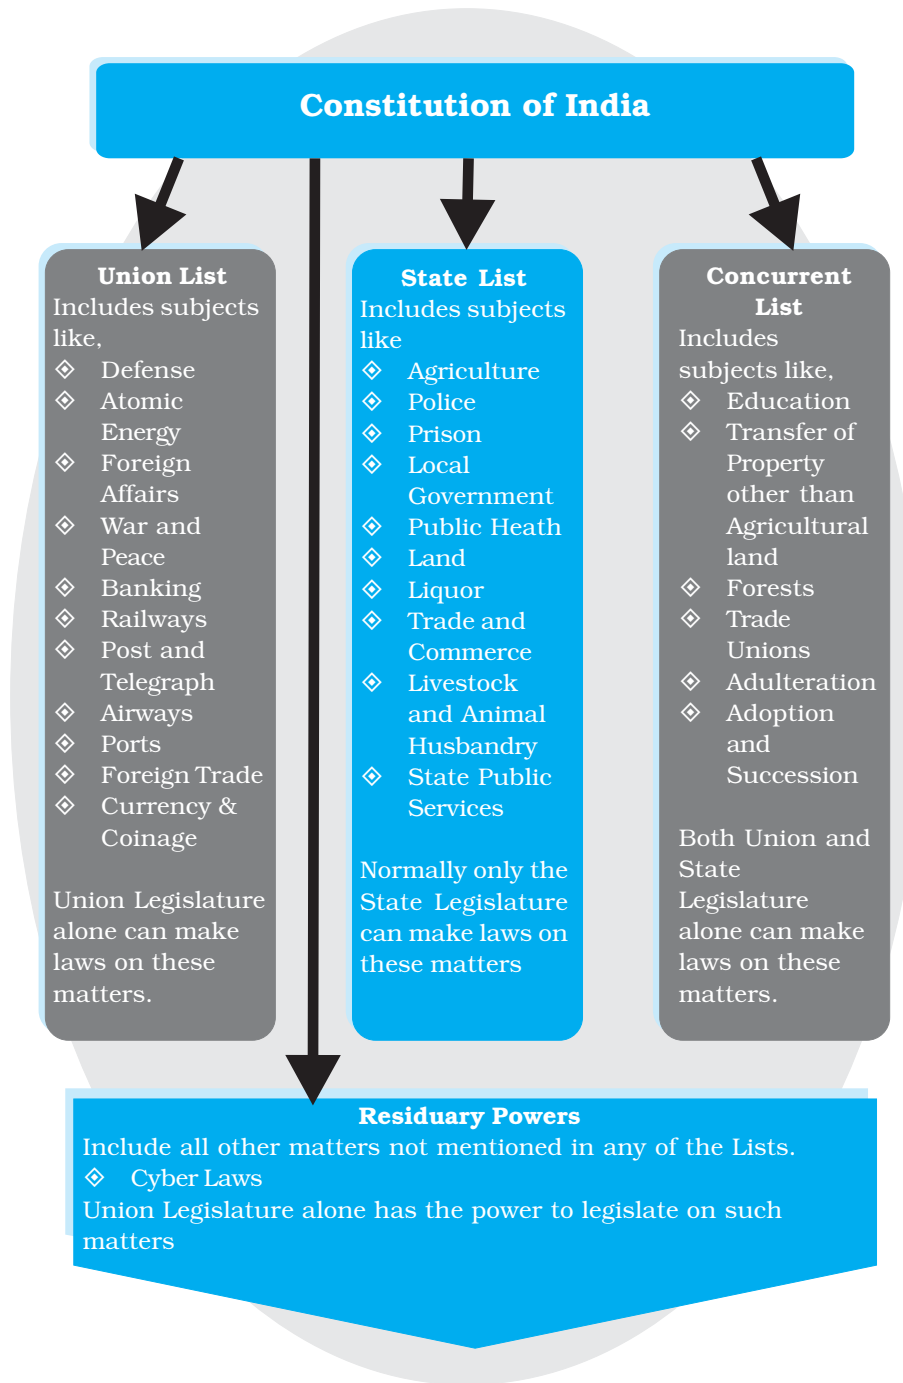 Constitution of India
Union List
Includes subjects
like,
◈ Defense
◈ Atomic
Energy
◈ Foreign
Affairs
◈ War and
Peace
◈ Banking
◈ Railways
◈ Post and
Telegraph
◈ Airways
◈ Ports
◈ Foreign Trade
◈ Currency &
Coinage
Union Legislature
alone can make
laws on these
matters.
State List
Includes subjects
like
◈ Agriculture
◈ Police
◈ Prison
◈ Local
Government
◈ Public Heath
◈ Land
◈ Liquor
◈ Trade and
Commerce
◈ Livestock
and Animal
Husbandry
◈ State Public
Services
Normally only the
State Legislature
can make laws on
these matters
Concurrent
List
Includes
subjects like,
◈ Education
◈ Transfer of
Property
other than
Agricultural
land
◈ Forests
◈ Trade
Unions
◈ Adulteration
◈ Adoption
and
Succession
Both Union and
State
Legislature
alone can make
laws on these
matters.
Residuary Powers
Include all other matters not mentioned in any of the Lists.
◈ Cyber Laws
Union Legislature alone has the power to legislate on such
matters